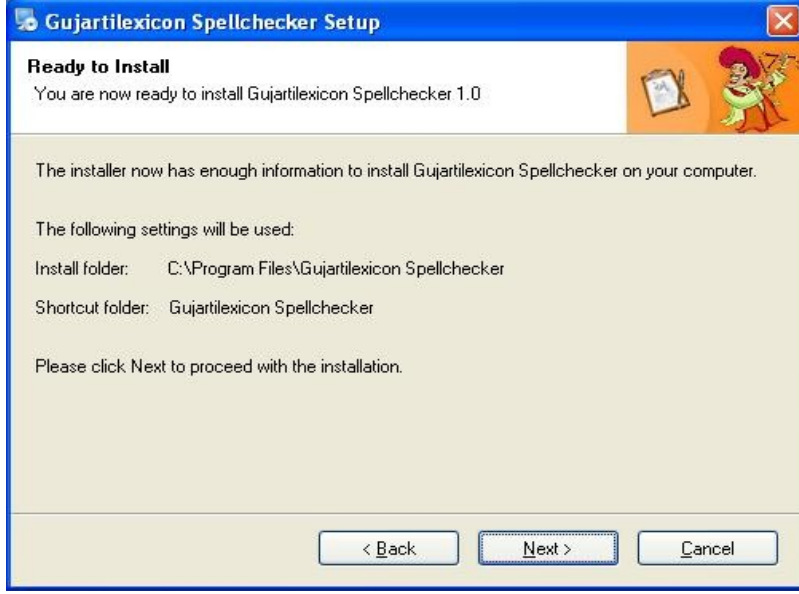 Gujartilexicon Spellchecker Setup
Ready to Install
You are now ready to install Gujartilexicon Spellchecker 1.0
The installer now has enough information to install Gujartilexicon Spellchecker on your computer.
The following settings will be used:
Install folder: C:\Program Files\Gujartilexicon Spellchecker
Shortcut folder: Gujartilexicon Spellchecker
Please click Next to proceed with the installation.
< Back Next > Cancel